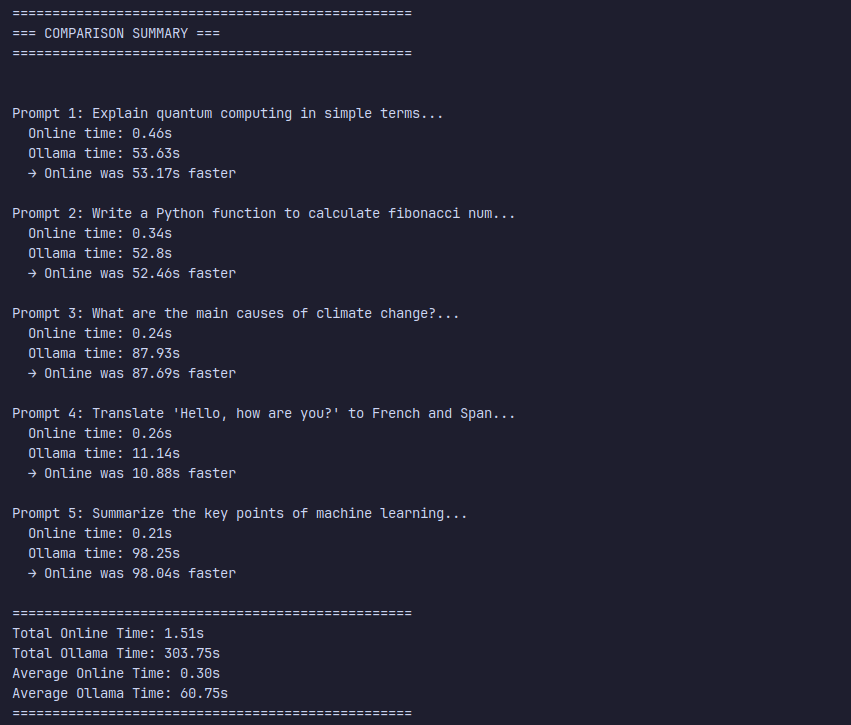 ==================================================
=== COMPARISON SUMMARY ===
==================================================
Prompt 1: Explain quantum computing in simple terms...
Online time: 0.46s
Ollama time: 53.63s
→ Online was 53.17s faster
Prompt 2: Write a Python function to calculate fibonacci num...
Online time: 0.34s
Ollama time: 52.8s
→ Online was 52.46s faster
Prompt 3: What are the main causes of climate change?...
Online time: 0.24s
Ollama time: 87.93s
→ Online was 87.69s faster
Prompt 4: Translate 'Hello, how are you?' to French and Span...
Online time: 0.26s
Ollama time: 11.14s
→ Online was 10.88s faster
Prompt 5: Summarize the key points of machine learning...
Online time: 0.21s
Ollama time: 98.25s
→ Online was 98.04s faster
==================================================
Total Online Time: 1.51s
Total Ollama Time: 303.75s
Average Online Time: 0.30s
Average Ollama Time: 60.75s
==================================================